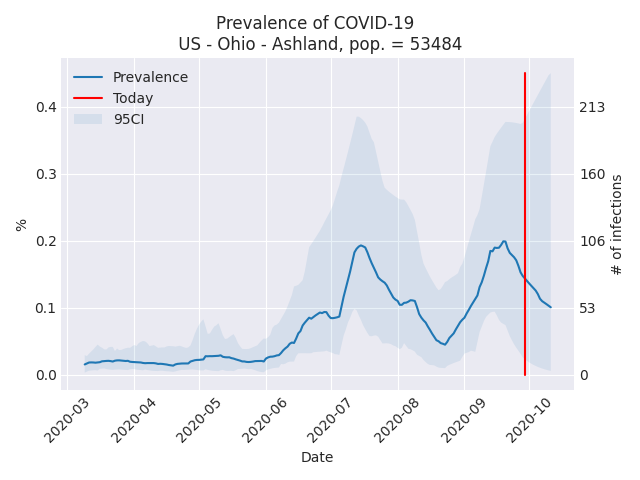 Prevalence of COVID-19
US - Ohio - Ashland, pop. = 53484
Prevalence
Today
95CI
0.4
0.3
0.2
0.1
0.0
%
213
160
106
53
0
# of infections
2020-03
2020-04
2020-05
2020-06
2020-07
2020-08
2020-09
2020-10
Date